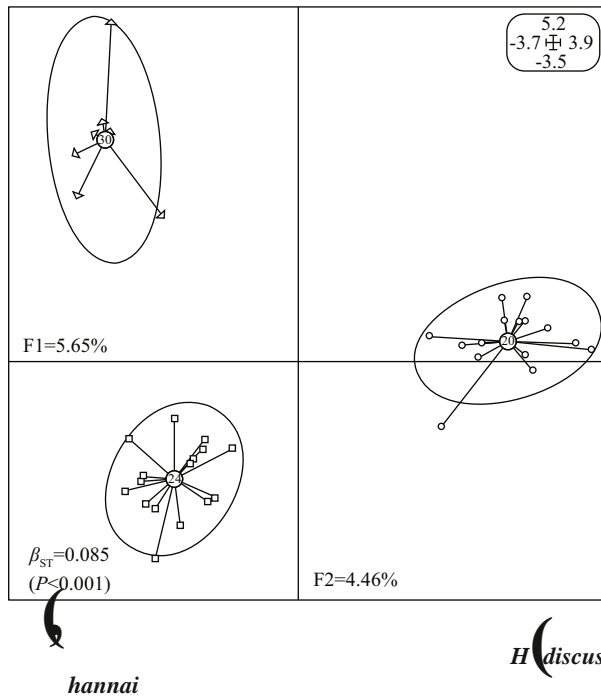 5.2
-3.7 3.9
-3.5
30
F1=5.65%
20
24
βST=0.085
(P<0.001)
F2=4.46%
H discus
hannai